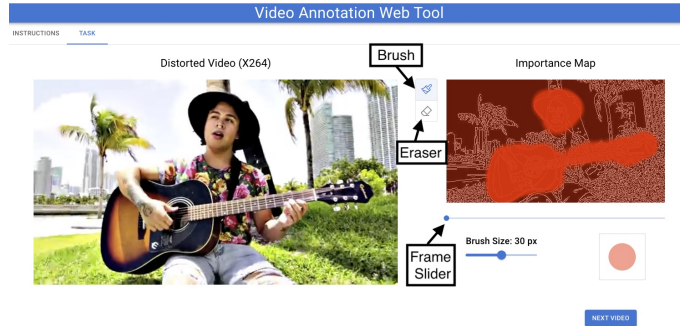 Video Annotation Web Tool
INSTRUCTIONS
TASK
Distorted Video (X264)
Brush
Importance Map
Eraser
Frame
Slider
Brush Size: 30 px
NEXT VIDEO